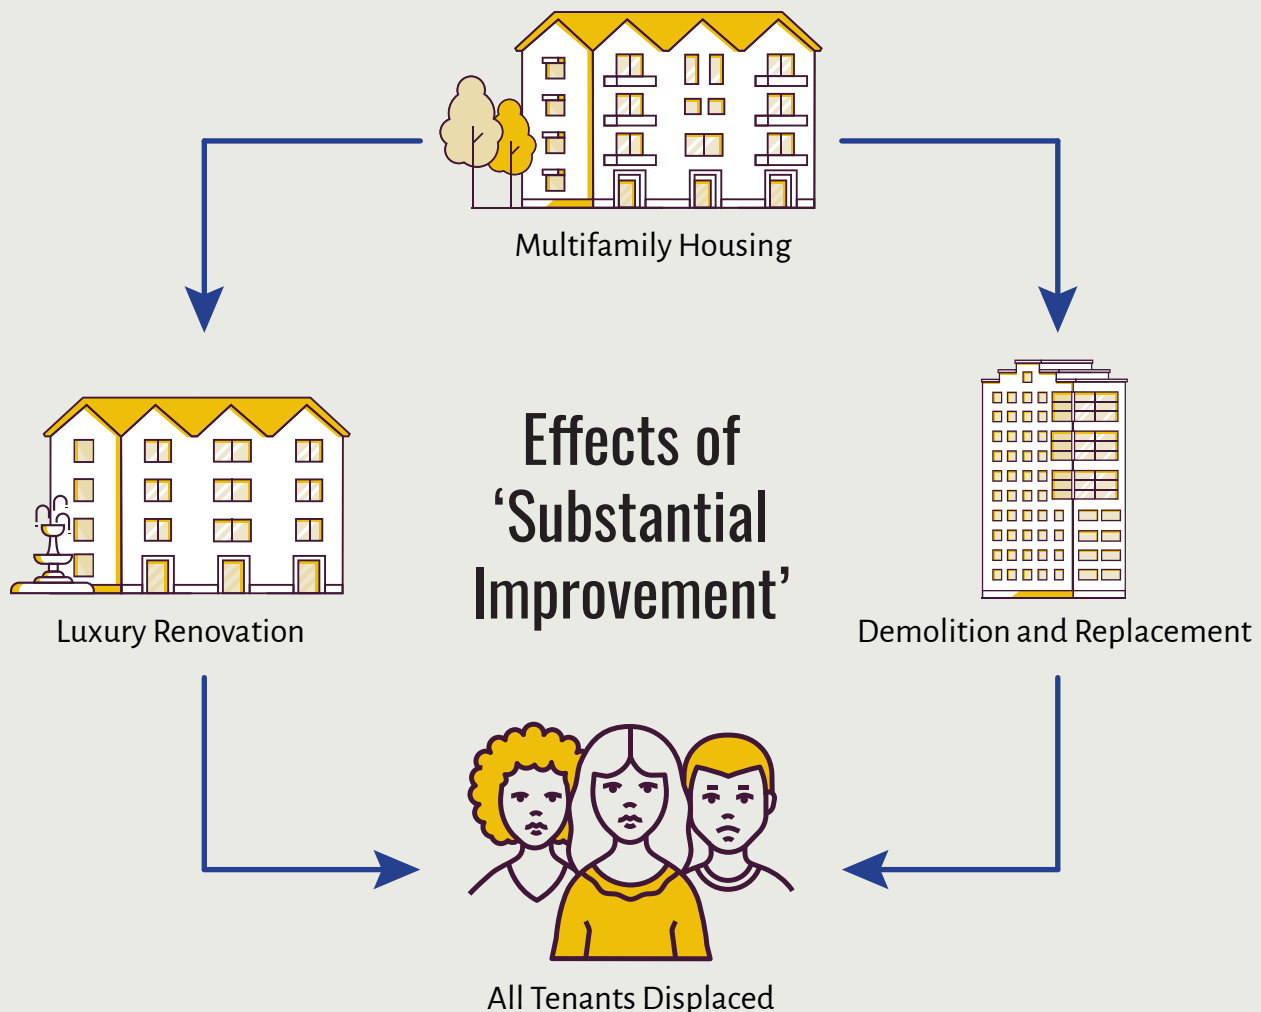 Multifamily Housing
Effects of
‘Substantial
Improvement’
Luxury Renovation
Demolition and Replacement
All Tenants Displaced